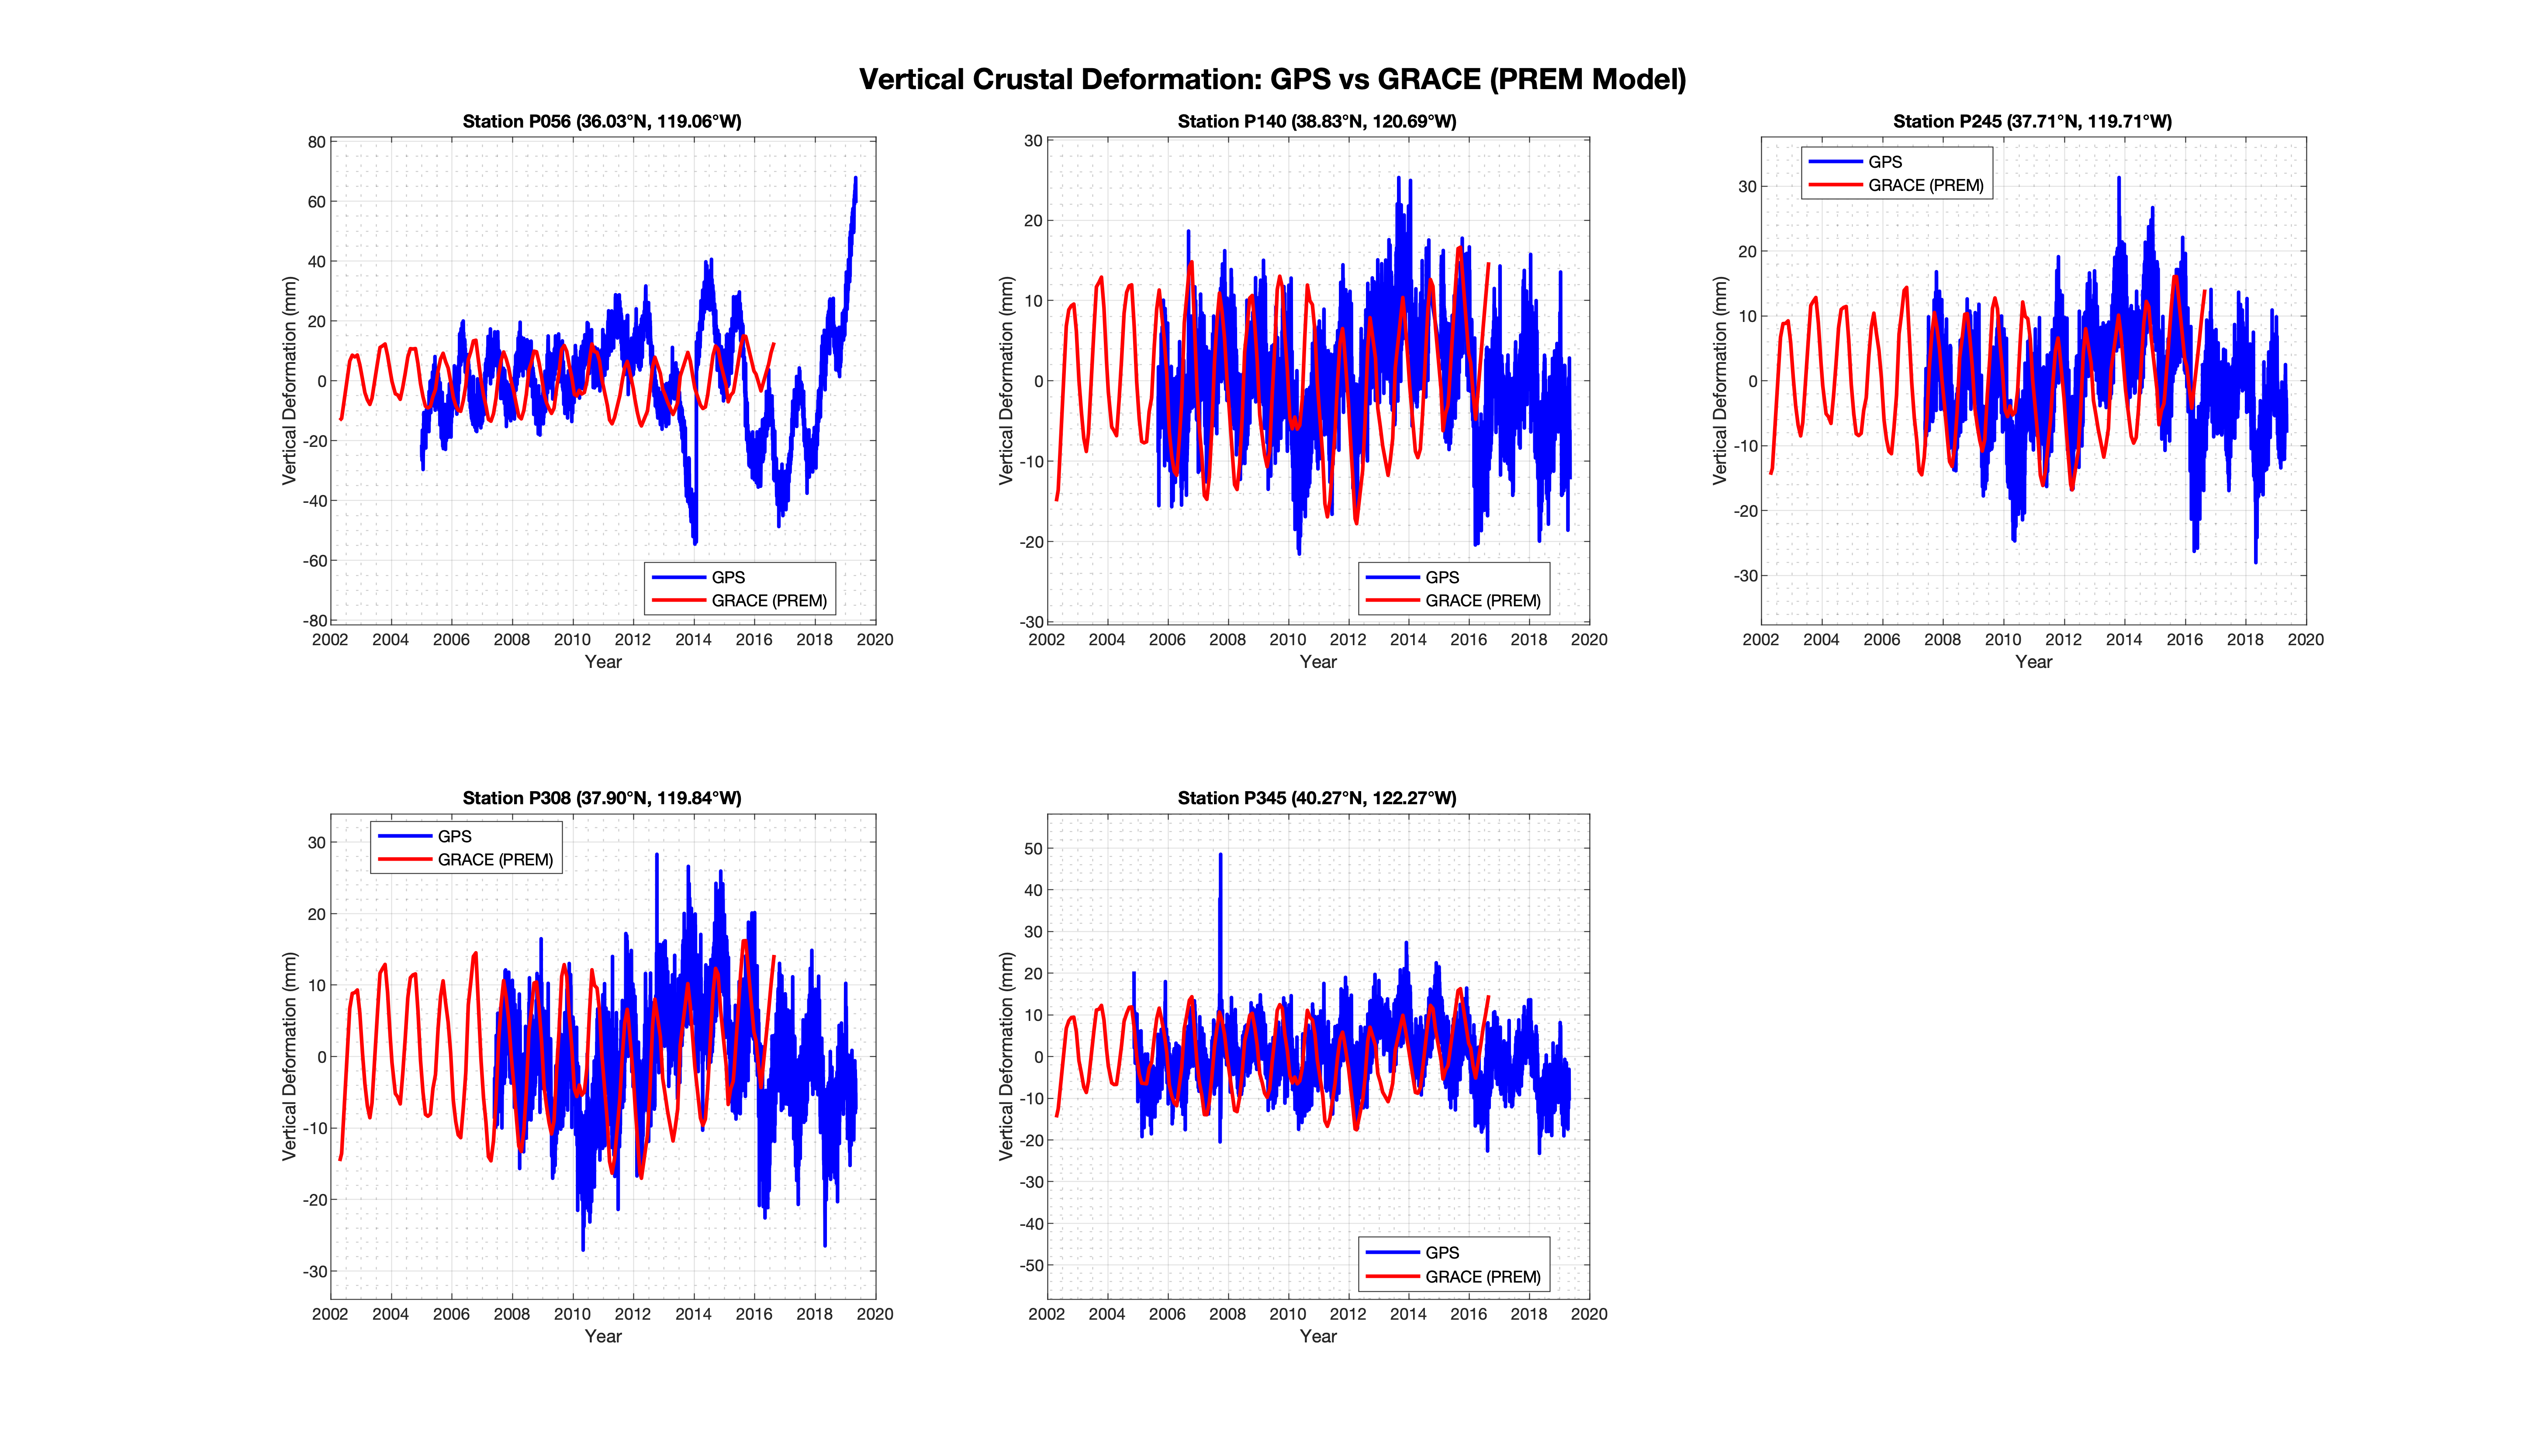 Vertical Crustal Deformation: GPS vs GRACE (PREM Model)
Station P056 (36.03°N, 119.06°W)
Vertical Deformation (mm)
80
60
40
20
0
-20
-40
-60
-80
GPS
GRACE (PREM)
2002 2004 2006 2008 2010 2012 2014 2016 2018 2020
Year
Station P140 (38.83°N, 120.69°W)
Vertical Deformation (mm)
30
20
10
0
-10
-20
-30
GPS
GRACE (PREM)
2002 2004 2006 2008 2010 2012 2014 2016 2018 2020
Year
Station P245 (37.71°N, 119.71°W)
Vertical Deformation (mm)
30
20
10
0
-10
-20
-30
GPS
GRACE (PREM)
2002 2004 2006 2008 2010 2012 2014 2016 2018 2020
Year
Station P308 (37.90°N, 119.84°W)
Vertical Deformation (mm)
30
20
10
0
-10
-20
-30
GPS
GRACE (PREM)
2002 2004 2006 2008 2010 2012 2014 2016 2018 2020
Year
Station P345 (40.27°N, 122.27°W)
Vertical Deformation (mm)
50
40
30
20
10
0
-10
-20
-30
-40
-50
GPS
GRACE (PREM)
2002 2004 2006 2008 2010 2012 2014 2016 2018 2020
Year